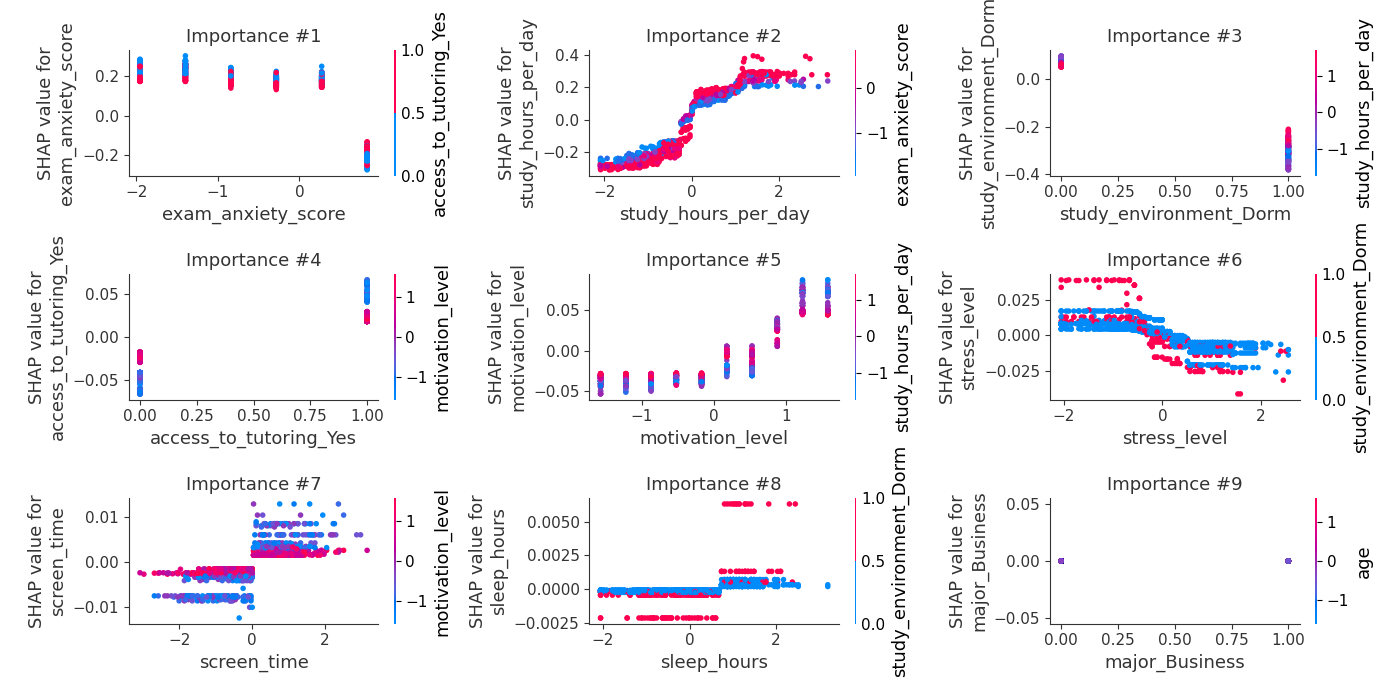 Importance #1
SHAP value for
exam_anxiety_score
0.2
0.0
−0.2
−2
−1
0
exam_anxiety_score
1.0
0.5
0.0
access_to_tutoring_Yes
Importance #2
SHAP value for
study_hours_per_day
0.4
0.2
0.0
−0.2
−2
0
2
study_hours_per_day
0
−1
exam_anxiety_score
Importance #3
SHAP value for
study_environment_Dorm
0.0
−0.2
−0.4
0.00
0.25
0.50
0.75
1.00
study_environment_Dorm
1
0
−1
study_hours_per_day
Importance #4
SHAP value for
access_to_tutoring_Yes
0.05
0.00
−0.05
0.00
0.25
0.50
0.75
1.00
access_to_tutoring_Yes
1
0
−1
motivation_level
Importance #5
SHAP value for
motivation_level
0.05
0.00
−0.05
−1
0
1
motivation_level
1
0
−1
study_hours_per_day
Importance #6
SHAP value for
stress_level
0.025
0.000
−0.025
−2
0
2
stress_level
1.0
0.5
0.0
study_environment_Dorm
Importance #7
SHAP value for
screen_time
0.01
0.00
−0.01
−2
0
2
screen_time
1
0
−1
motivation_level
Importance #8
SHAP value for
sleep_hours
0.0050
0.0025
0.0000
−0.0025
−2
0
2
sleep_hours
1.0
0.5
0.0
study_environment_Dorm
Importance #9
SHAP value for
major_Business
0.05
0.00
−0.05
0.00
0.25
0.50
0.75
1.00
major_Business
1
0
−1
age